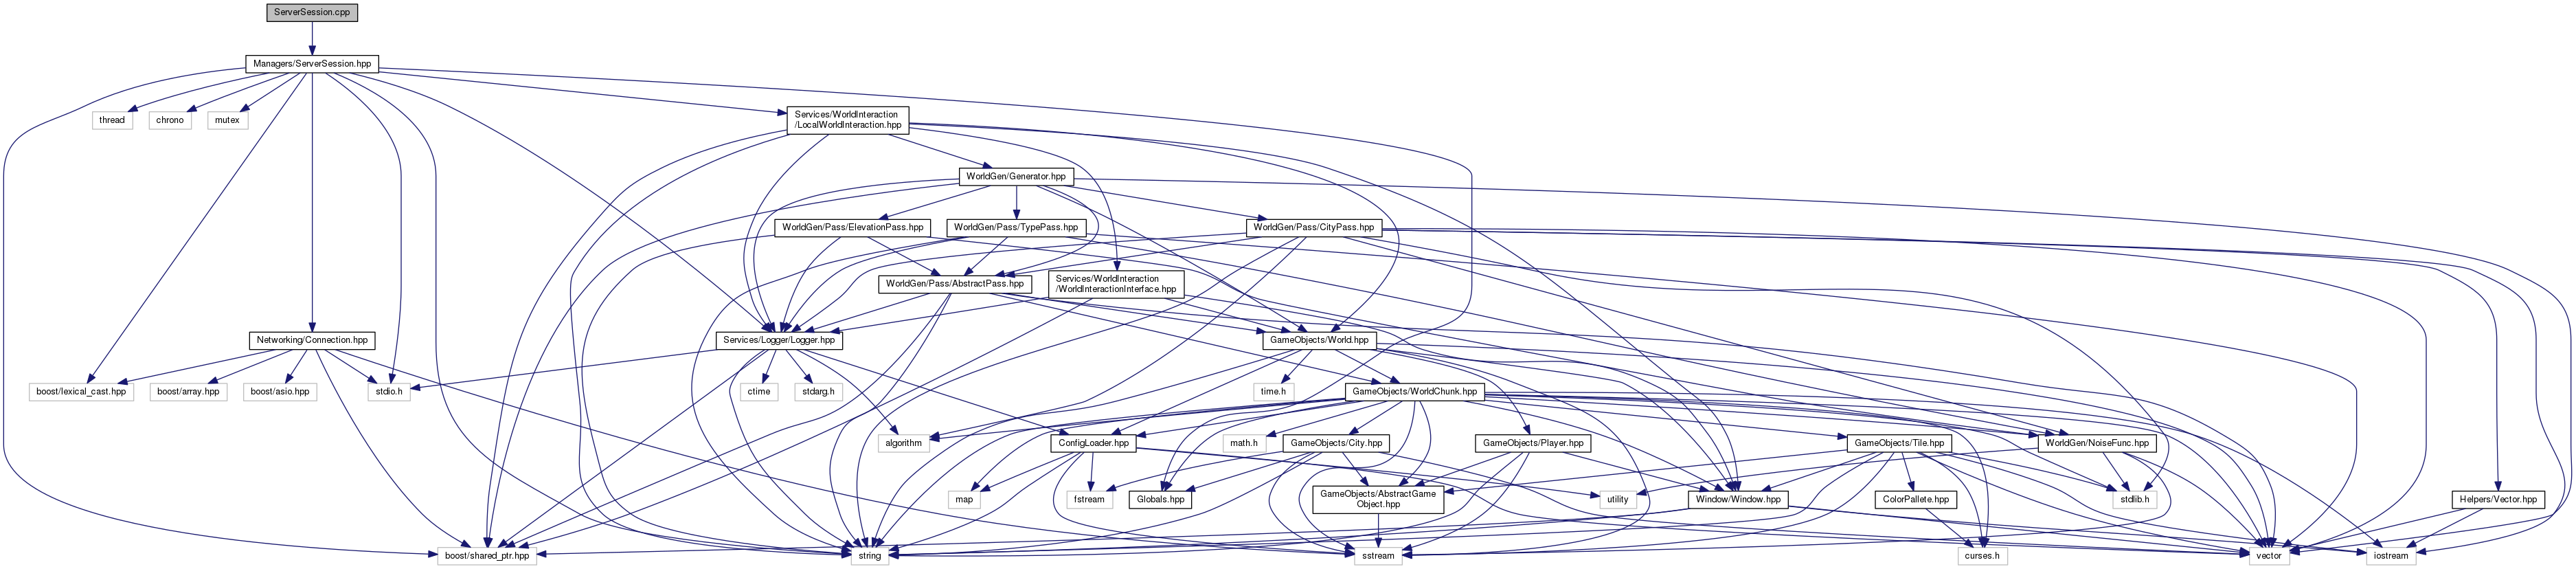 ServerSession.cpp
Managers/ServerSession.hpp
thread
chrono
mutex
Services/WorldInteraction
/LocalWorldInteraction.hpp
WorldGen/Generator.hpp
WorldGen/Pass/ElevationPass.hpp
WorldGen/Pass/TypePass.hpp
WorldGen/Pass/CityPass.hpp
WorldGen/Pass/AbstractPass.hpp
Services/WorldInteraction
/WorldInteractionInterface.hpp
Networking/Connection.hpp
Services/Logger/Logger.hpp
GameObjects/World.hpp
boost/lexical_cast.hpp
boost/array.hpp
boost/asio.hpp
stdio.h
ctime
stdarg.h
time.h
GameObjects/WorldChunk.hpp
algorithm
ConfigLoader.hpp
math.h
GameObjects/City.hpp
GameObjects/Player.hpp
GameObjects/Tile.hpp
WorldGen/NoiseFunc.hpp
map
fstream
Globals.hpp
GameObjects/AbstractGame
Object.hpp
utility
Window/Window.hpp
ColorPallete.hpp
stdlib.h
Helpers/Vector.hpp
boost/shared_ptr.hpp
string
sstream
curses.h
vector
iostream